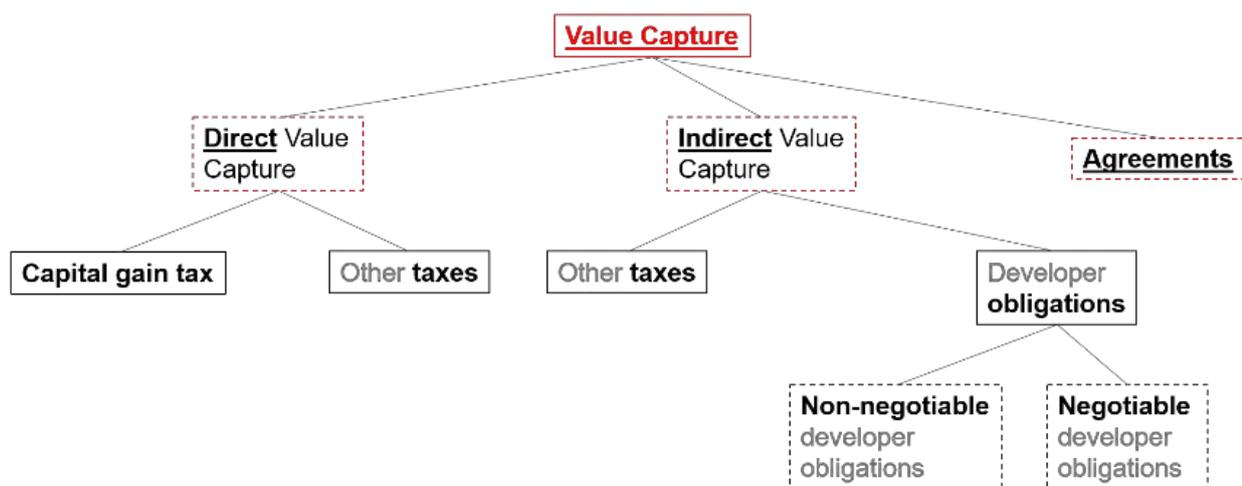 Value Capture
Direct Value
Capture
Indirect Value
Capture
Agreements
Capital gain tax
Other taxes
Other taxes
Developer
obligations
Non-negotiable
developer
obligations
Negotiable
developer
obligations